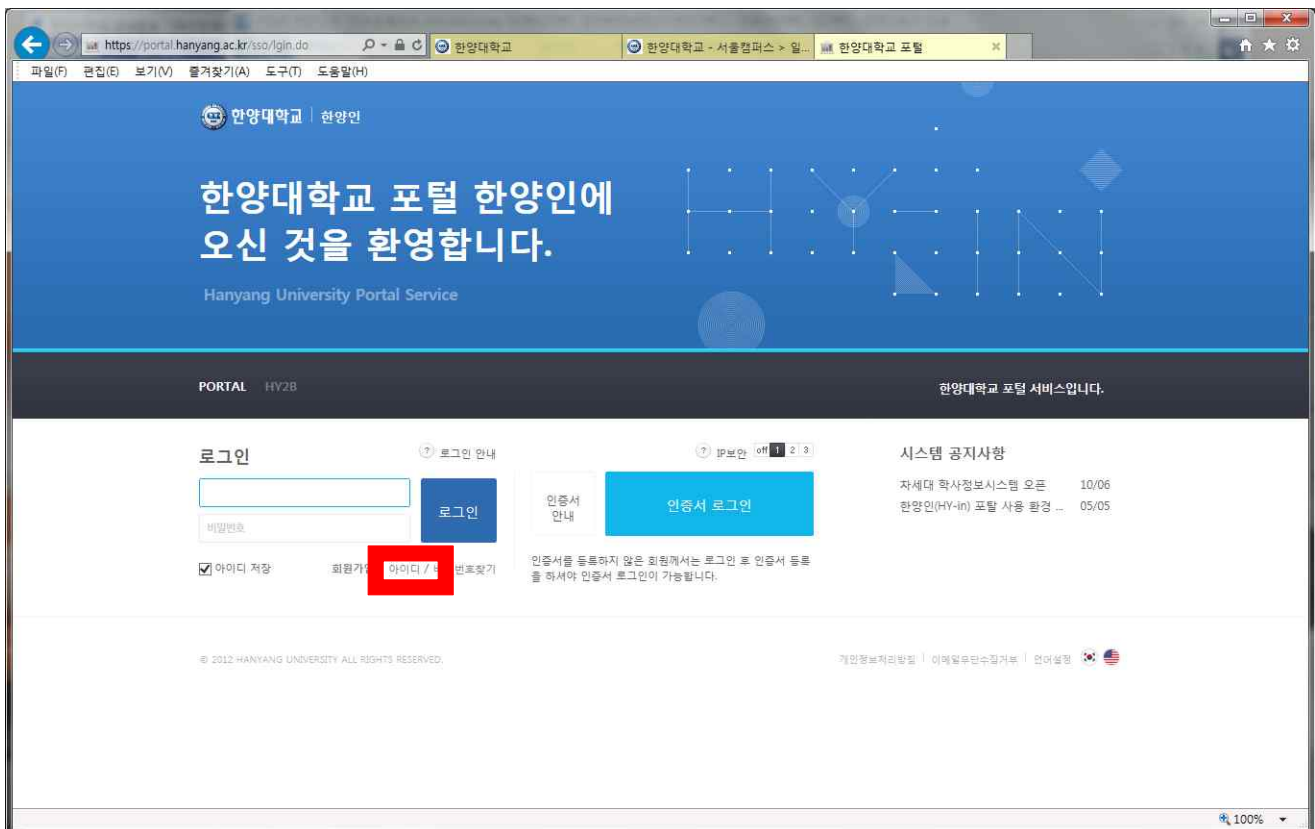 https://portal.hanyang.ac.kr/sso/lgin.do
한양대학교
한양대학교 - 서울캠퍼스 > 일...
한양대학교 포털
파일(F) 편집(E) 보기(V) 즐겨찾기(A) 도구(T) 도움말(H)
한양대학교 한양인
한양대학교 포털 한양인에
오신 것을 환영합니다.
Hanyang University Portal Service
HY-IN
PORTAL HY2B
한양대학교 포털 서비스입니다.
로그인
? 로그인 안내
비밀번호
로그인
아이디 저장
아이디 /
번호찾기
? IP보안 off 1 2 3
인증서
안내
인증서 로그인
인증서를 등록하지 않은 회원께서는 로그인 후 인증서 등록
을 하셔야 인증서 로그인이 가능합니다.
시스템 공지사항
차세대 학사정보시스템 오픈 10/06
한양인(HY-in) 포탈 사용 환경 ... 05/05
© 2012 HANYANG UNIVERSITY ALL RIGHTS RESERVED.
개인정보처리방침 이메일무단수집거부 언어설정
100%